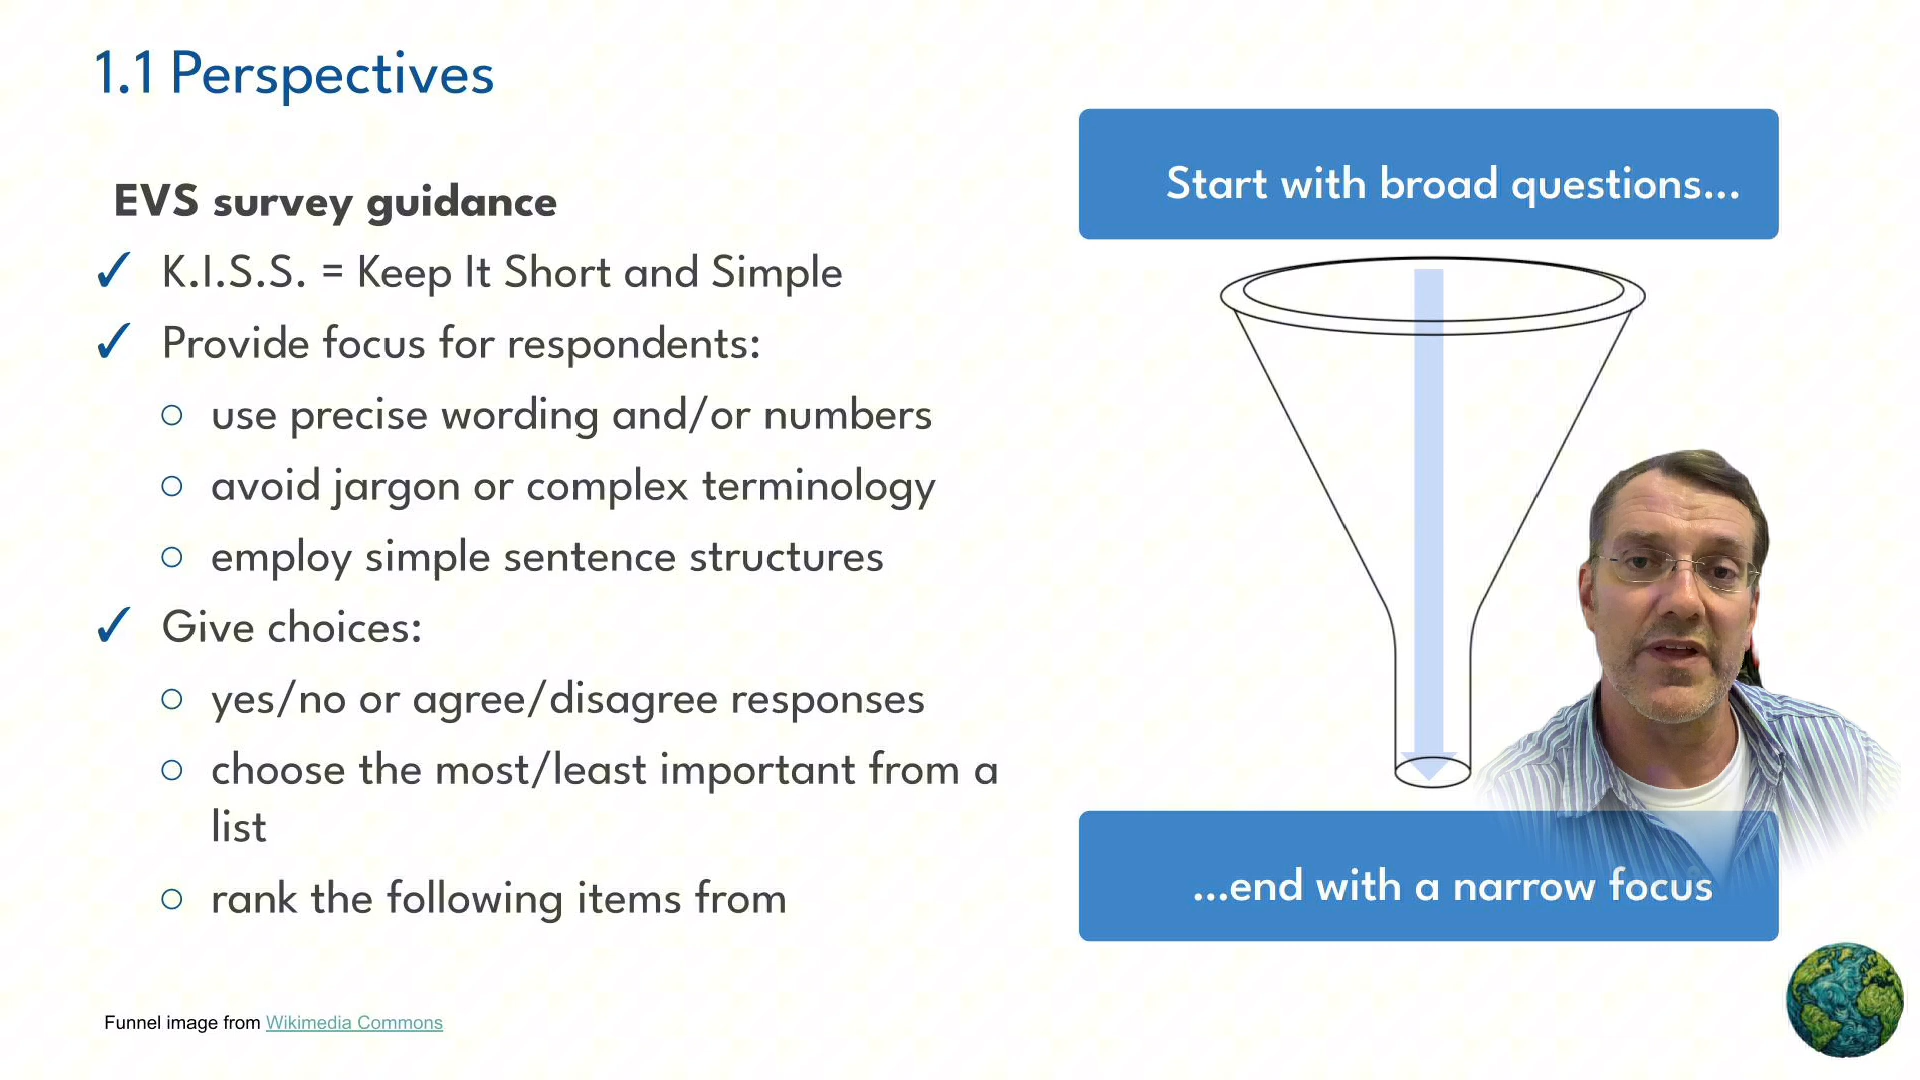 1.1 Perspectives
EVS survey guidance
✓ K.I.S.S. = Keep It Short and Simple
✓ Provide focus for respondents:
○ use precise wording and/or numbers
○ avoid jargon or complex terminology
○ employ simple sentence structures
✓ Give choices:
○ yes/no or agree/disagree responses
○ choose the most/least important from a
list
○ rank the following items from
Start with broad questions...
...end with a narrow focus
Funnel image from Wikimedia Commons